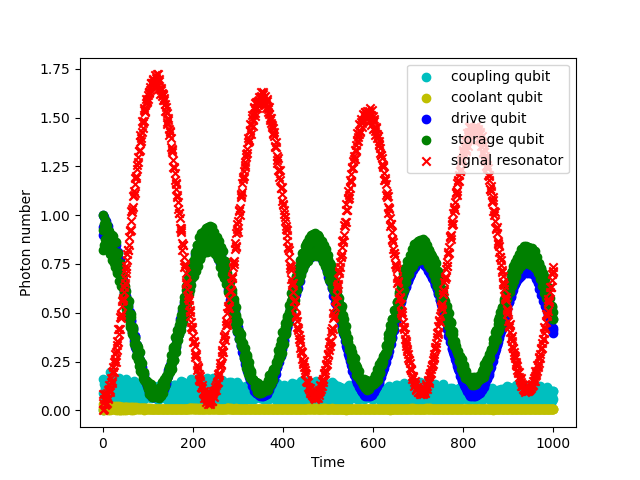 1.75
1.50
1.25
1.00
0.75
0.50
0.25
0.00
Photon number
0
200
400
600
800
1000
Time
coupling qubit
coolant qubit
drive qubit
storage qubit
signal resonator